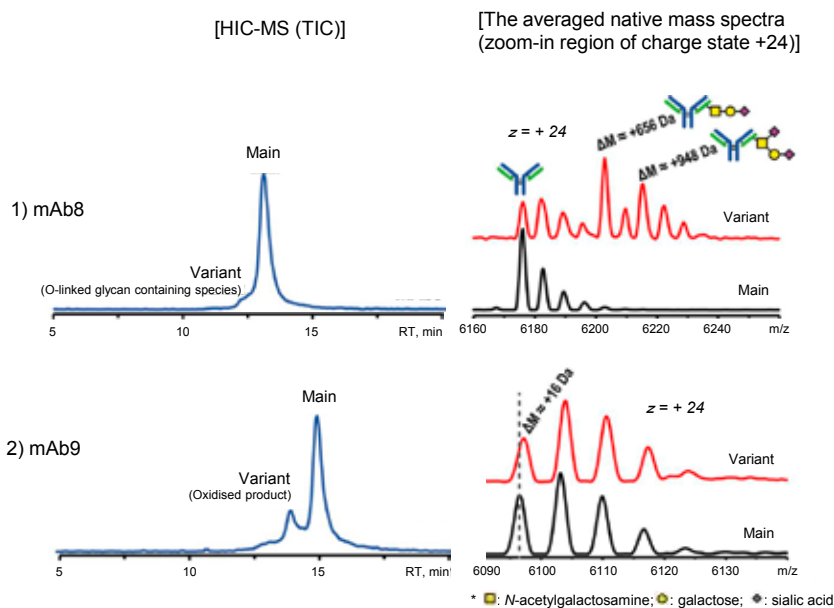 [HIC-MS (TIC)]
[The averaged native mass spectra
(zoom-in region of charge state +24)]
1) mAb8
Main
Variant
(O-linked glycan containing species)
5
10
15
RT, min
z = + 24
ΔM = +656 Da
ΔM = +948 Da
Variant
Main
6160
6180
6200
6220
6240
m/z
2) mAb9
Main
Variant
(Oxidised product)
5
10
15
RT, min
ΔM = +16 Da
z = + 24
Variant
Main
6090
6100
6110
6120
6130
m/z
* : N-acetylgalactosamine; : galactose; : sialic acid